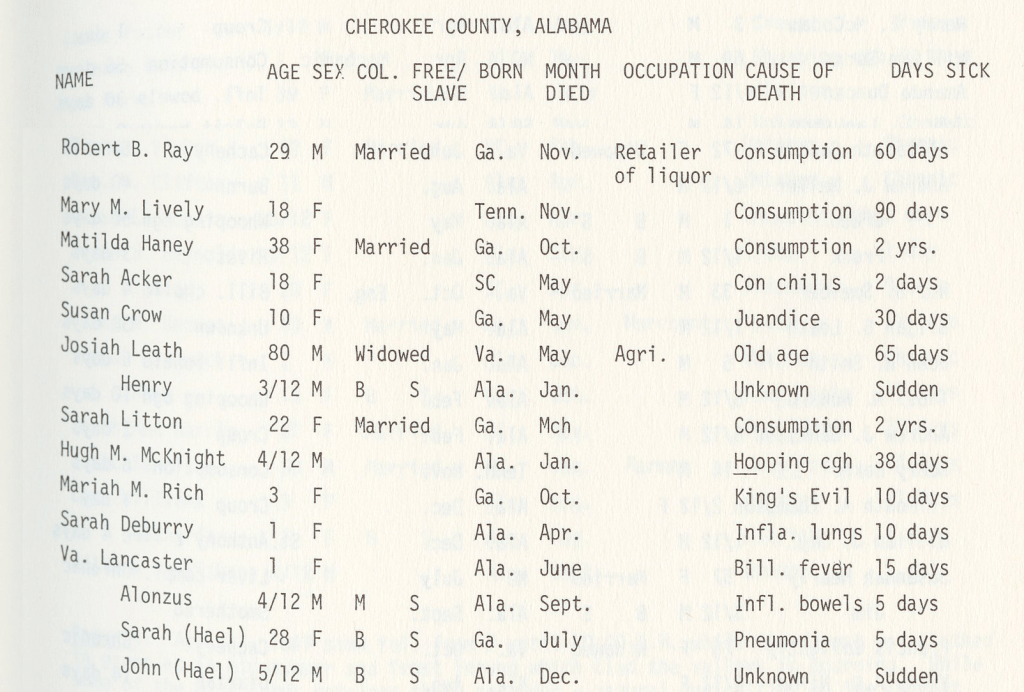 CHEROKEE COUNTY, ALABAMA
NAME AGE SEX COL. FREE/ BORN MONTH OCCUPATION CAUSE OF DAYS SICK
SLAVE DIED DEATH
Robert B. Ray 29 M Married Ga. Nov. Retailer Consumption 60 days
of liquor
Mary M. Lively 18 F Tenn. Nov. Consumption 90 days
Matilda Haney 38 F Married Ga. Oct. Consumption 2 yrs.
Sarah Acker 18 F SC May Con chills 2 days
Susan Crow 10 F Ga. May Juandice 30 days
Josiah Leath 80 M Widowed Va. May Agri. Old age 65 days
Henry 3/12 M B S Ala. Jan. Unknown Sudden
Sarah Litton 22 F Married Ga. Mch Consumption 2 yrs.
Hugh M. McKnight 4/12 M Ala. Jan. Hooping cgh 38 days
Mariah M. Rich 3 F Ga. Oct. King's Evil 10 days
Sarah Deburry 1 F Ala. Apr. Infla. lungs 10 days
Va. Lancaster 1 F Ala. June Bill. fever 15 days
Alonzus 4/12 M M S Ala. Sept. Infl. bowels 5 days
Sarah (Hael) 28 F B S Ga. July Pneumonia 5 days
John (Hael) 5/12 M B S Ala. Dec. Unknown Sudden